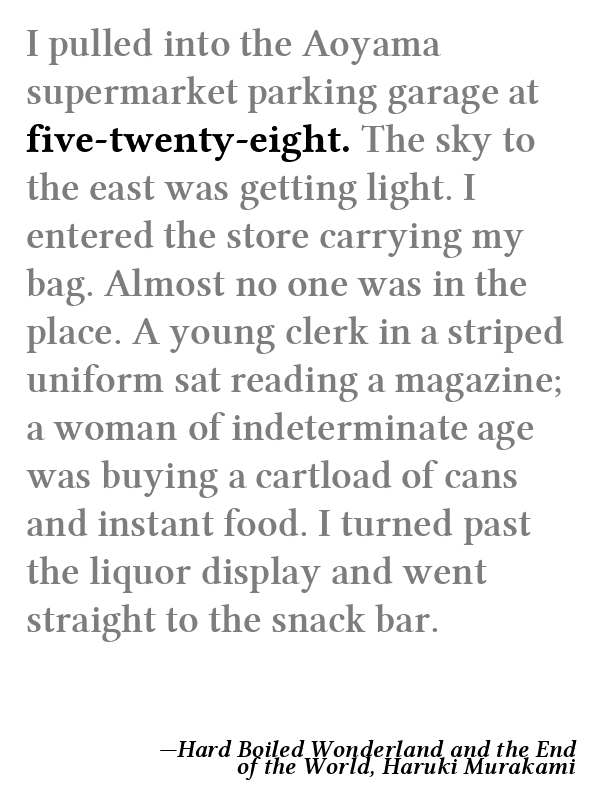 I pulled into the Aoyama
supermarket parking garage at
five-twenty-eight. The sky to
the east was getting light. I
entered the store carrying my
bag. Almost no one was in the
place. A young clerk in a striped
uniform sat reading a magazine;
a woman of indeterminate age
was buying a cartload of cans
and instant food. I turned past
the liquor display and went
straight to the snack bar.
—Hard Boiled Wonderland and the End
of the World, Haruki Murakami